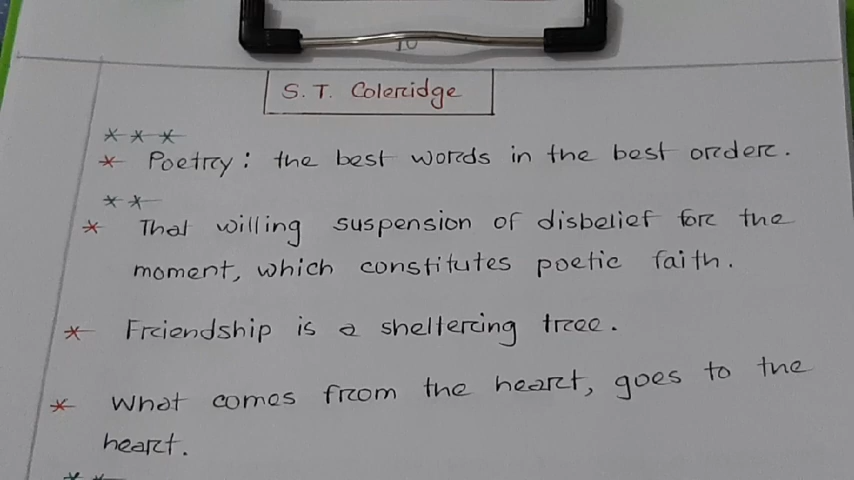 S. T. Coleridge
* * *
* Poetry: the best words in the best order.
* *
* That willing suspension of disbelief for the
moment, which constitutes poetic faith.
* Friendship is a sheltering tree.
* What comes from the heart, goes to the
heart.
* *